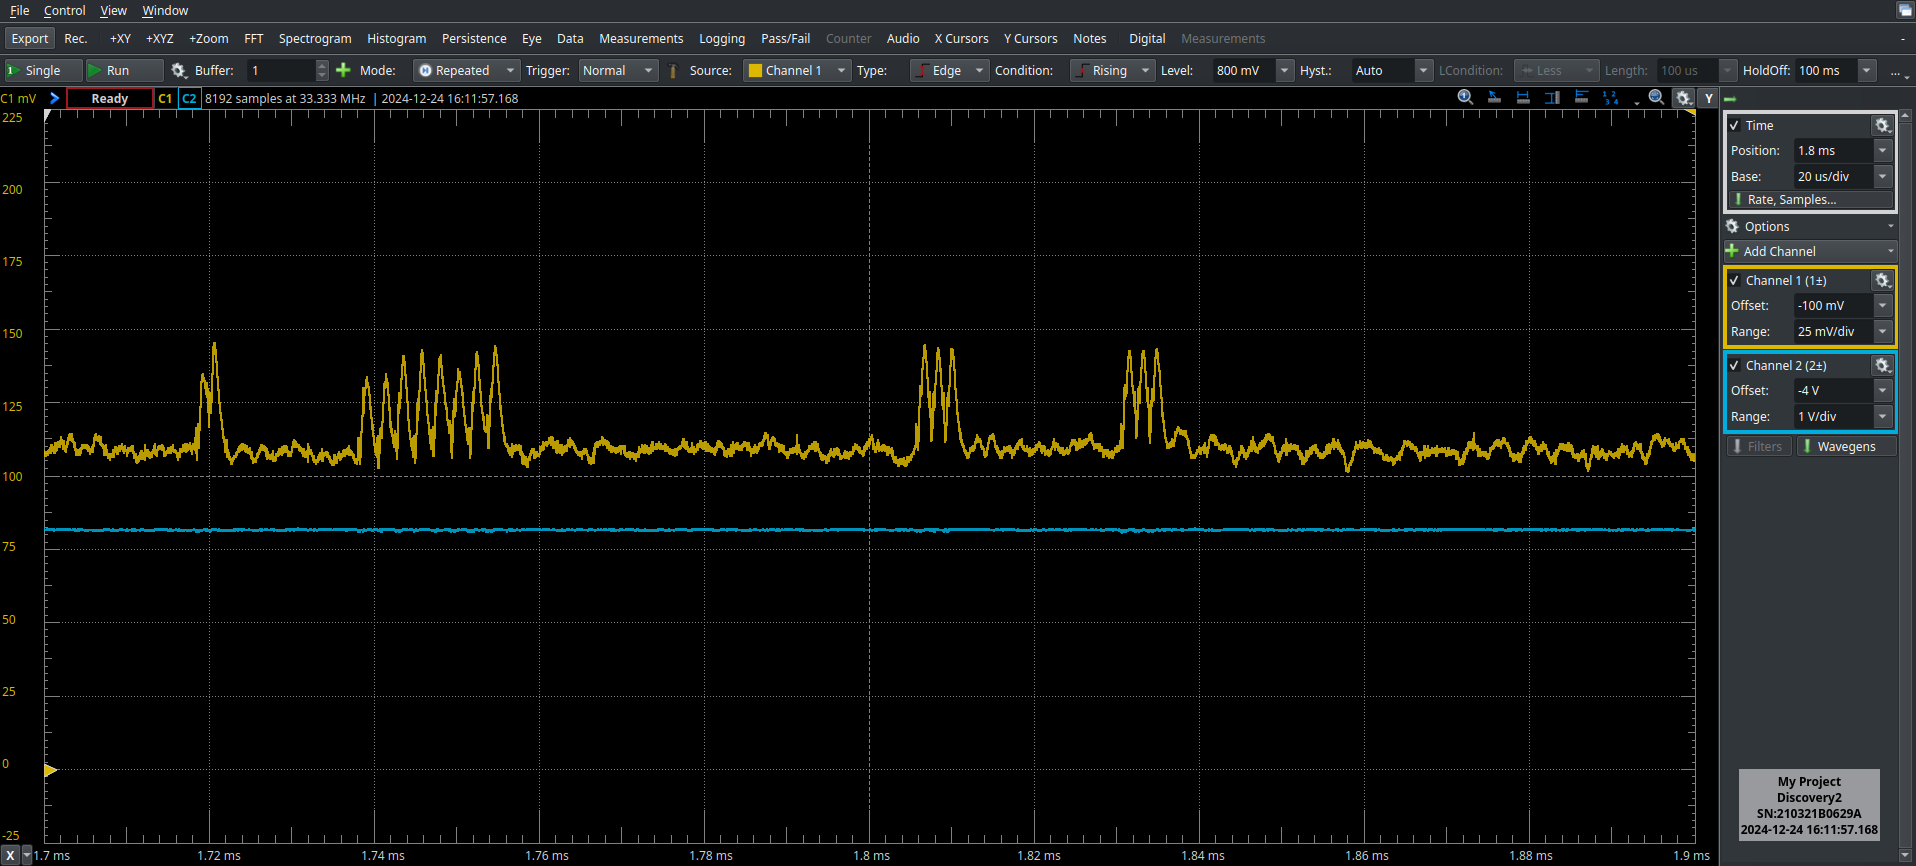 File Control View Window
Export Rec. +XY +XYZ +Zoom FFT Spectrogram Histogram Persistence Eye Data Measurements Logging Pass/Fail Counter Audio X Cursors Y Cursors Notes Digital Measurements
Single Run Buffer: 1 Mode: Repeated Trigger: Normal Source: Channel 1 Type: Edge Condition: Rising Level: 800 mV Hyst.: Auto LCondition: Less Length: 100 us HoldOff: 100 ms ...
C1 mV Ready C1 C2 8192 samples at 33.333 MHz | 2024-12-24 16:11:57.168 Y
225
200
175
150
125
100
75
50
25
0
-25
X 1.7 ms 1.72 ms 1.74 ms 1.76 ms 1.78 ms 1.8 ms 1.82 ms 1.84 ms 1.86 ms 1.88 ms 1.9 ms
Time
Position: 1.8 ms
Base: 20 us/div
Rate, Samples...
Options
Add Channel
Channel 1 (1±)
Offset: -100 mV
Range: 25 mV/div
Channel 2 (2±)
Offset: -4 V
Range: 1 V/div
Filters Wavegens
My Project
Discovery2
SN:210321B0629A
2024-12-24 16:11:57.168